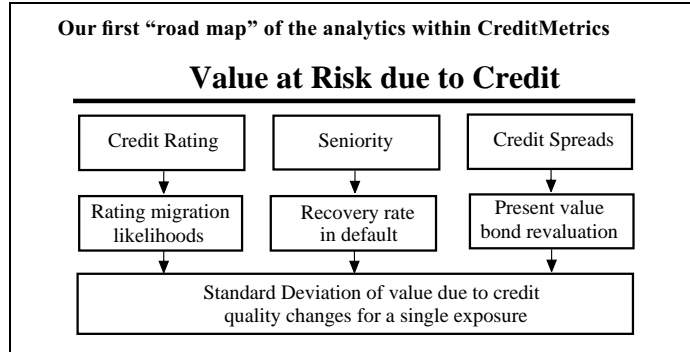 Our first “road map” of the analytics within CreditMetrics
Value at Risk due to Credit
Credit Rating
Seniority
Credit Spreads
Rating migration
likelihoods
Recovery rate
in default
Present value
bond revaluation
Standard Deviation of value due to credit
quality changes for a single exposure